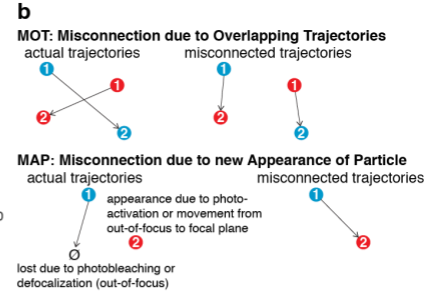 b
MOT: Misconnection due to Overlapping Trajectories
actual trajectories misconnected trajectories
1 1
1 1
2 2
2 2
MAP: Misconnection due to new Appearance of Particle
actual trajectories misconnected trajectories
1 appearance due to photo- 1
activation or movement from
out-of-focus to focal plane
2 2
Ø
lost due to photobleaching or
defocalization (out-of-focus)